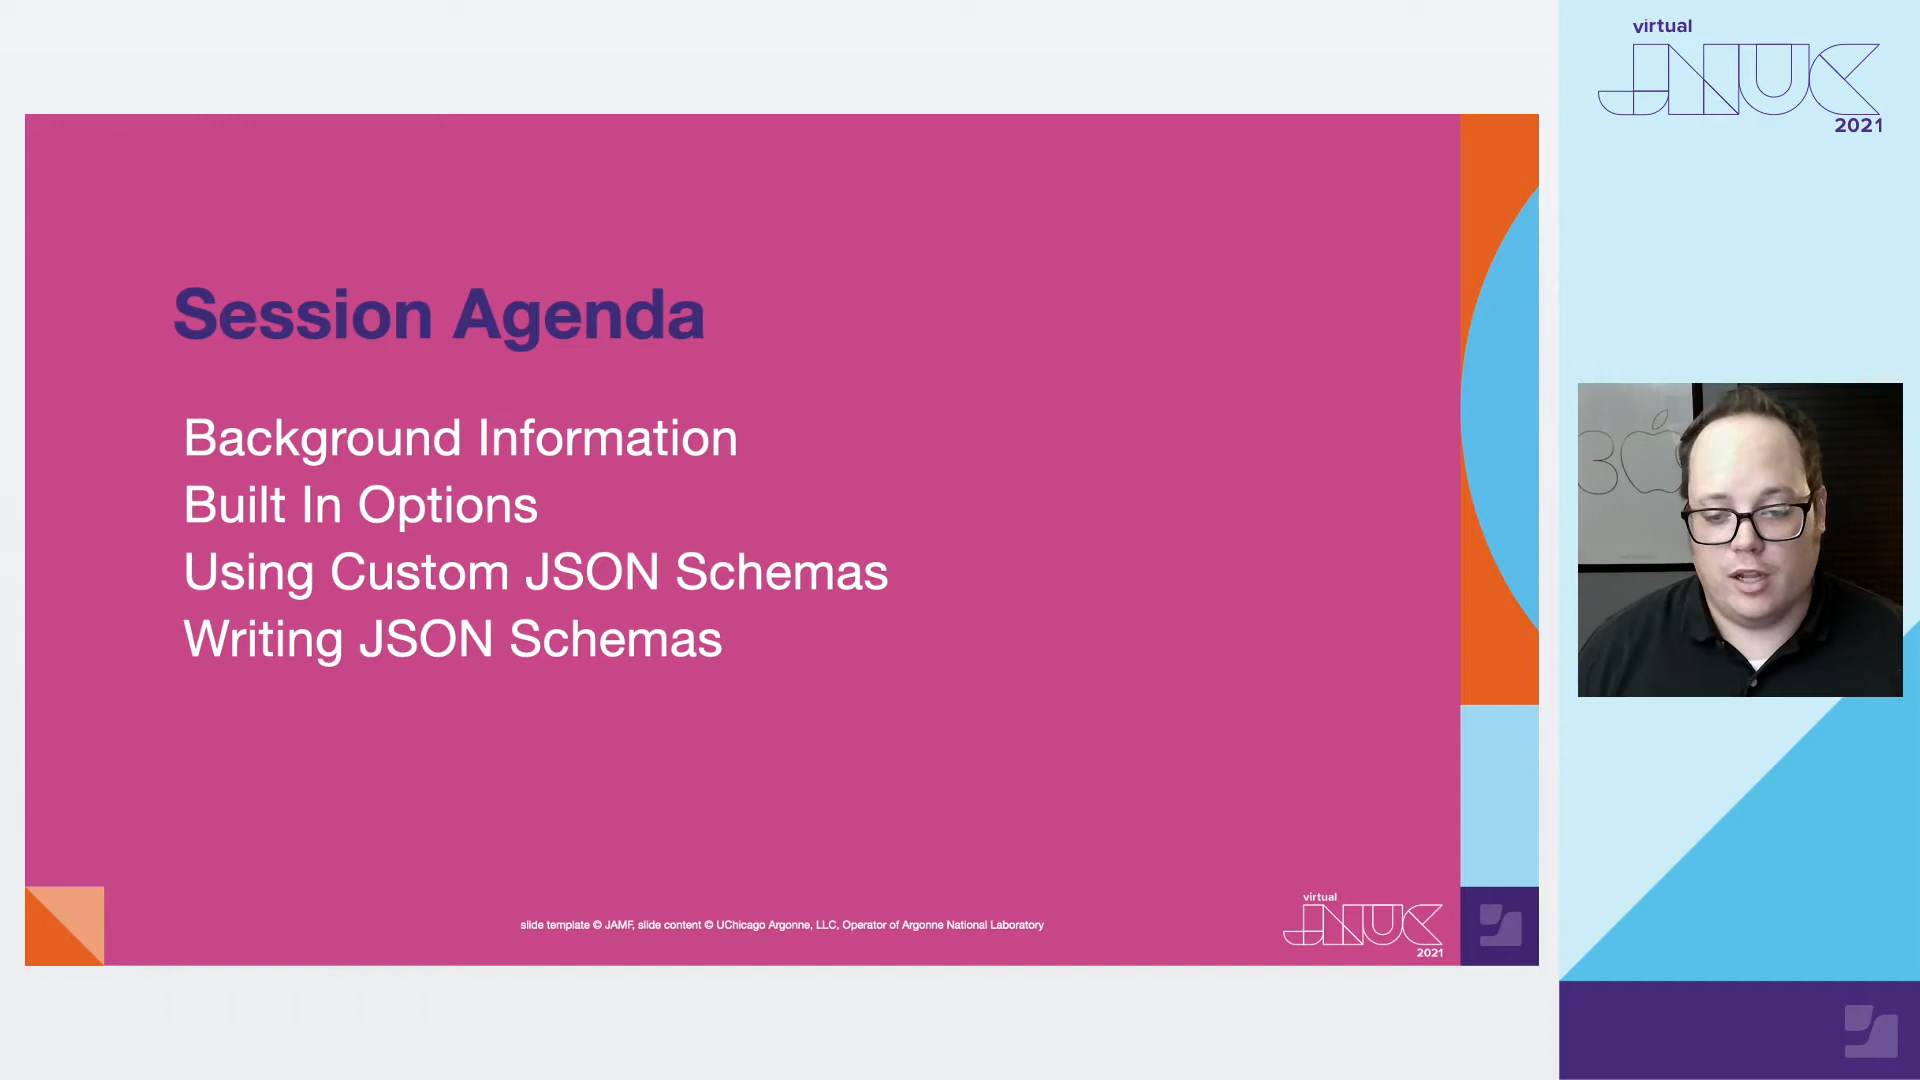 virtual
JNUC
2021
Session Agenda
Background Information
Built In Options
Using Custom JSON Schemas
Writing JSON Schemas
slide template © JAMF, slide content © UChicago Argonne, LLC, Operator of Argonne National Laboratory
virtual
JNUC
2021